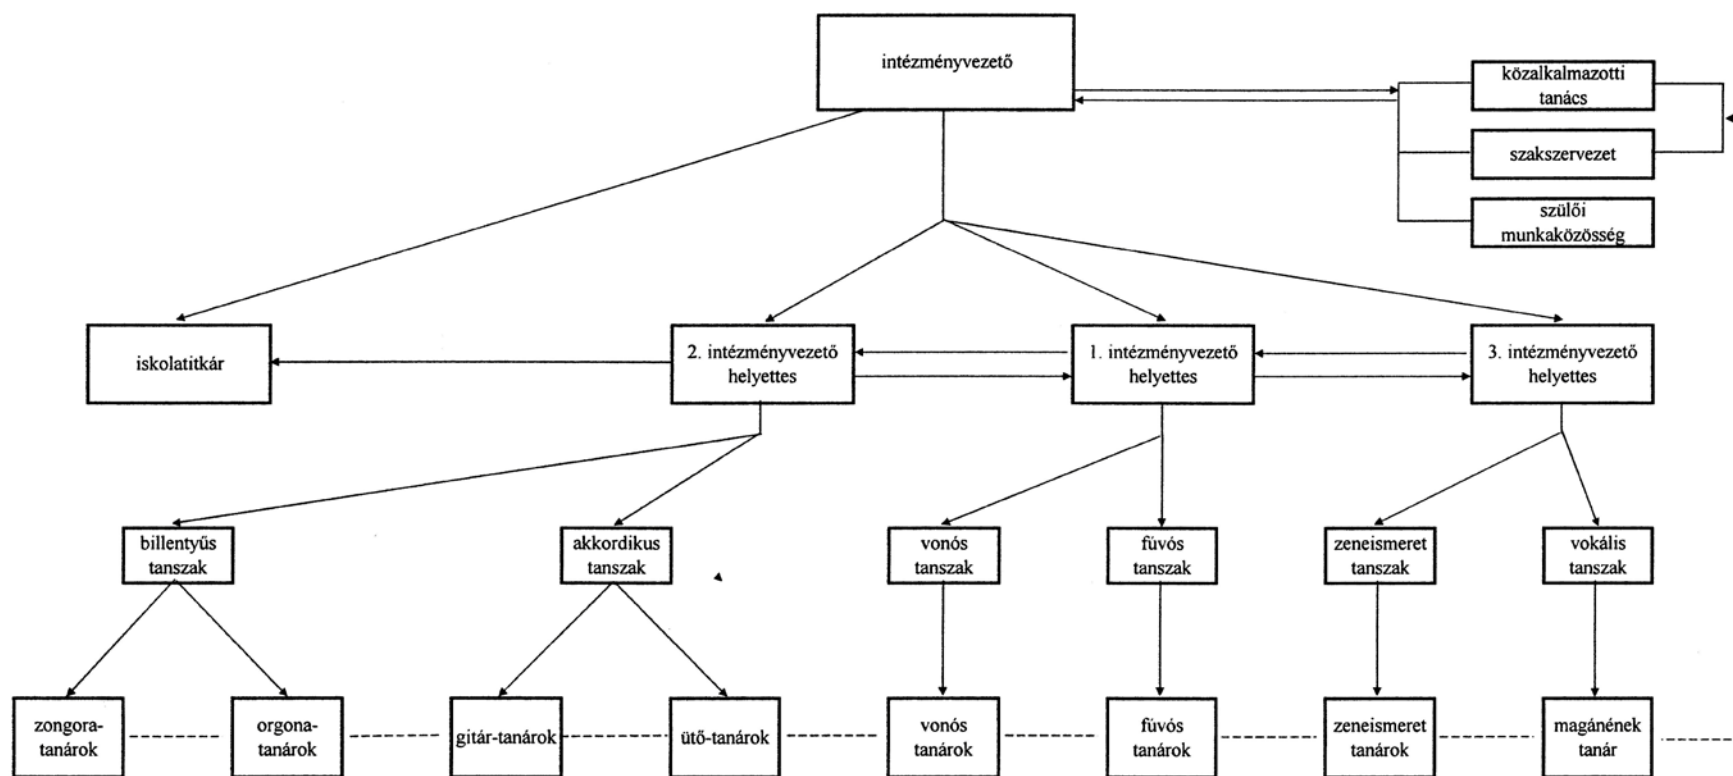 intézményvezető
közalkalmazotti
tanács
szakszervezet
szülői
munkaközösség
iskolatitkár
2. intézményvezető
helyettes
1. intézményvezető
helyettes
3. intézményvezető
helyettes
billentyűs
tanszak
akkordikus
tanszak
vonós
tanszak
fúvós
tanszak
zeneismeret
tanszak
vokális
tanszak
zongora-
tanárok
orgona-
tanárok
gitár-tanárok
ütő-tanárok
vonós
tanárok
fúvós
tanárok
zeneismeret
tanárok
magánének
tanár